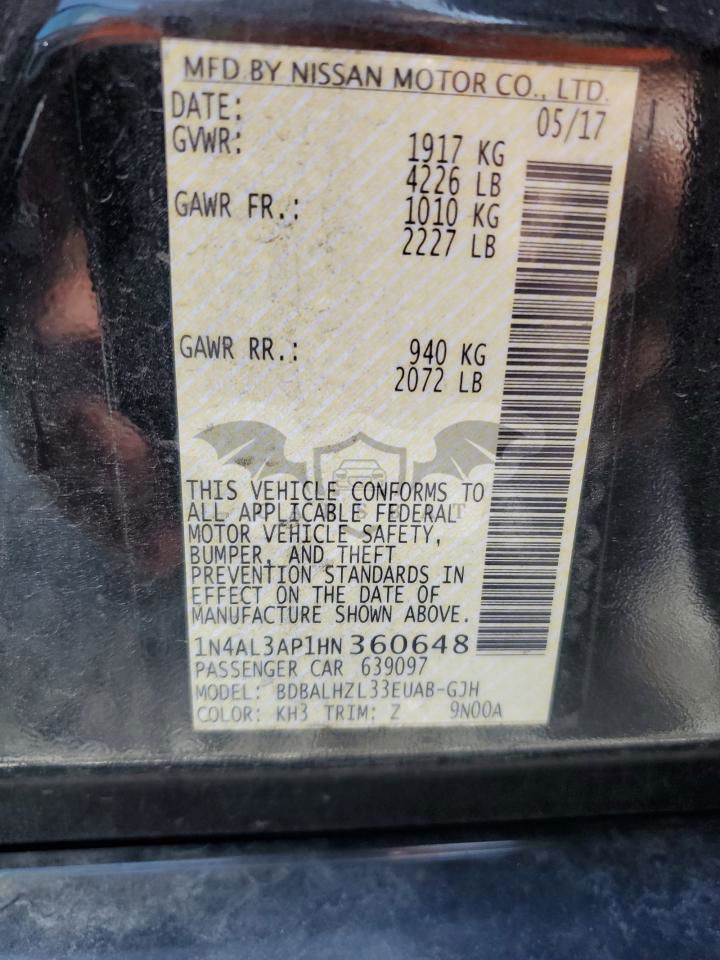 MFD BY NISSAN MOTOR CO., LTD.
DATE: 05/17
GVWR: 1917 KG
4226 LB
GAWR FR.: 1010 KG
2227 LB
GAWR RR.: 940 KG
2072 LB
THIS VEHICLE CONFORMS TO
ALL APPLICABLE FEDERAL
MOTOR VEHICLE SAFETY,
BUMPER, AND THEFT
PREVENTION STANDARDS IN
EFFECT ON THE DATE OF
MANUFACTURE SHOWN ABOVE.
1N4AL3AP1HN360648
PASSENGER CAR 639097
MODEL: BDBALHZL33EUAB-GJH
COLOR: KH3 TRIM: Z 9N00A